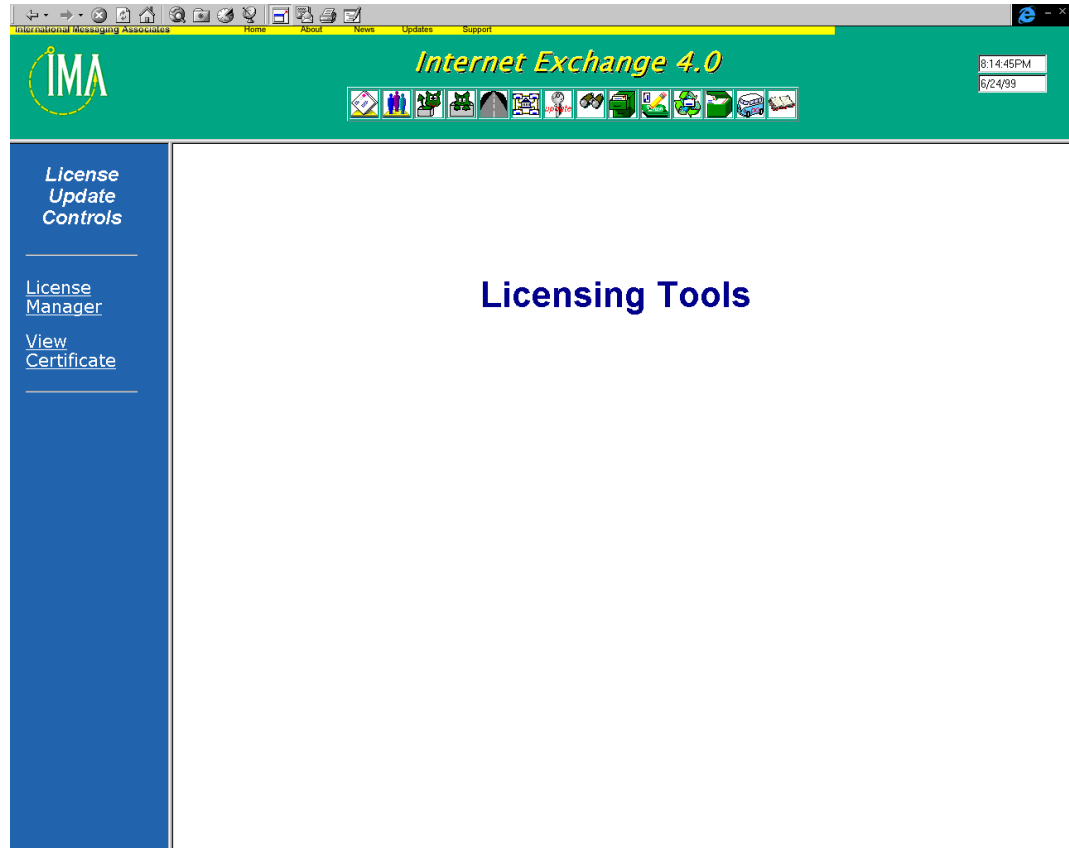 International Messaging Associates Home About News Updates Support
IMA
Internet Exchange 4.0
8:14:45PM
6/24/99
update
License
Update
Controls
License
Manager
View
Certificate
Licensing Tools